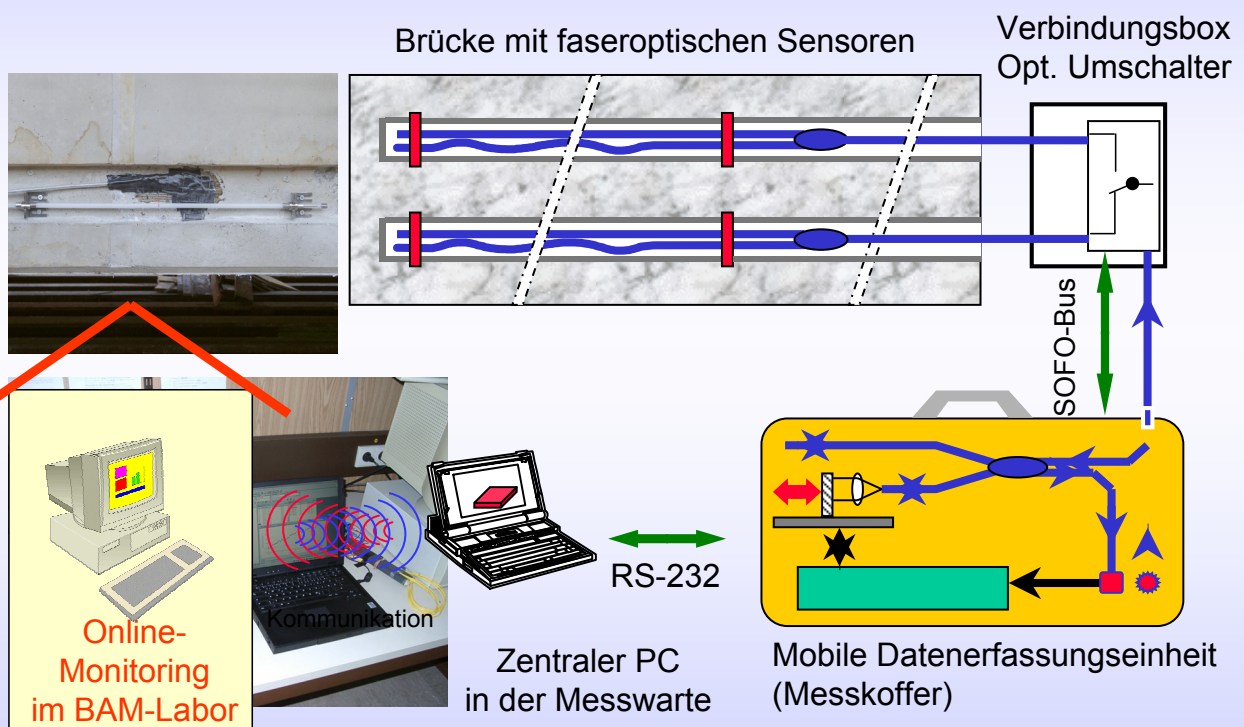 Brücke mit faseroptischen Sensoren
Verbindungsbox
Opt. Umschalter
SOFO-Bus
RS-232
Kommunikation
Online-
Monitoring
im BAM-Labor
Zentraler PC
in der Messwarte
Mobile Datenerfassungseinheit
(Messkoffer)